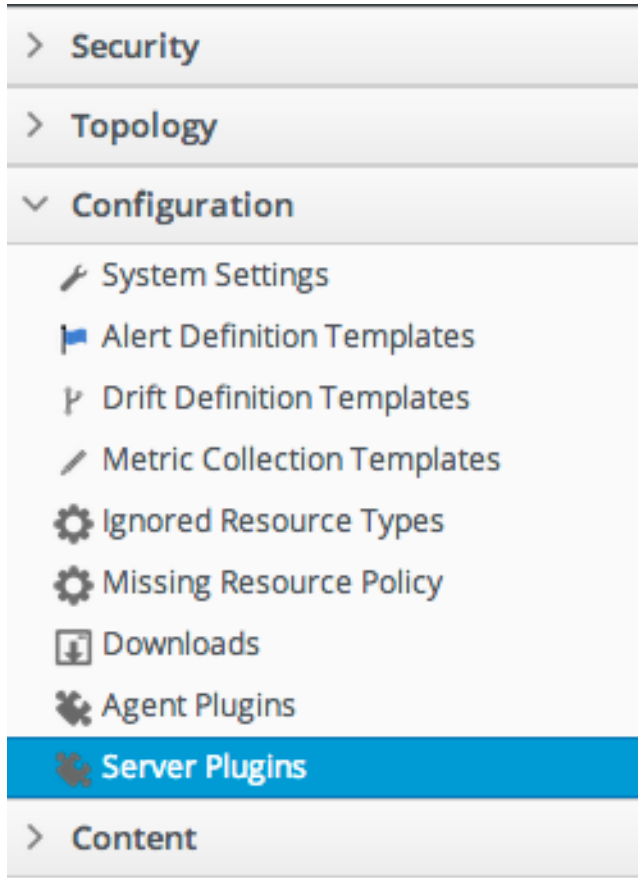 Security
Topology
Configuration
System Settings
Alert Definition Templates
Drift Definition Templates
Metric Collection Templates
Ignored Resource Types
Missing Resource Policy
Downloads
Agent Plugins
Server Plugins
Content